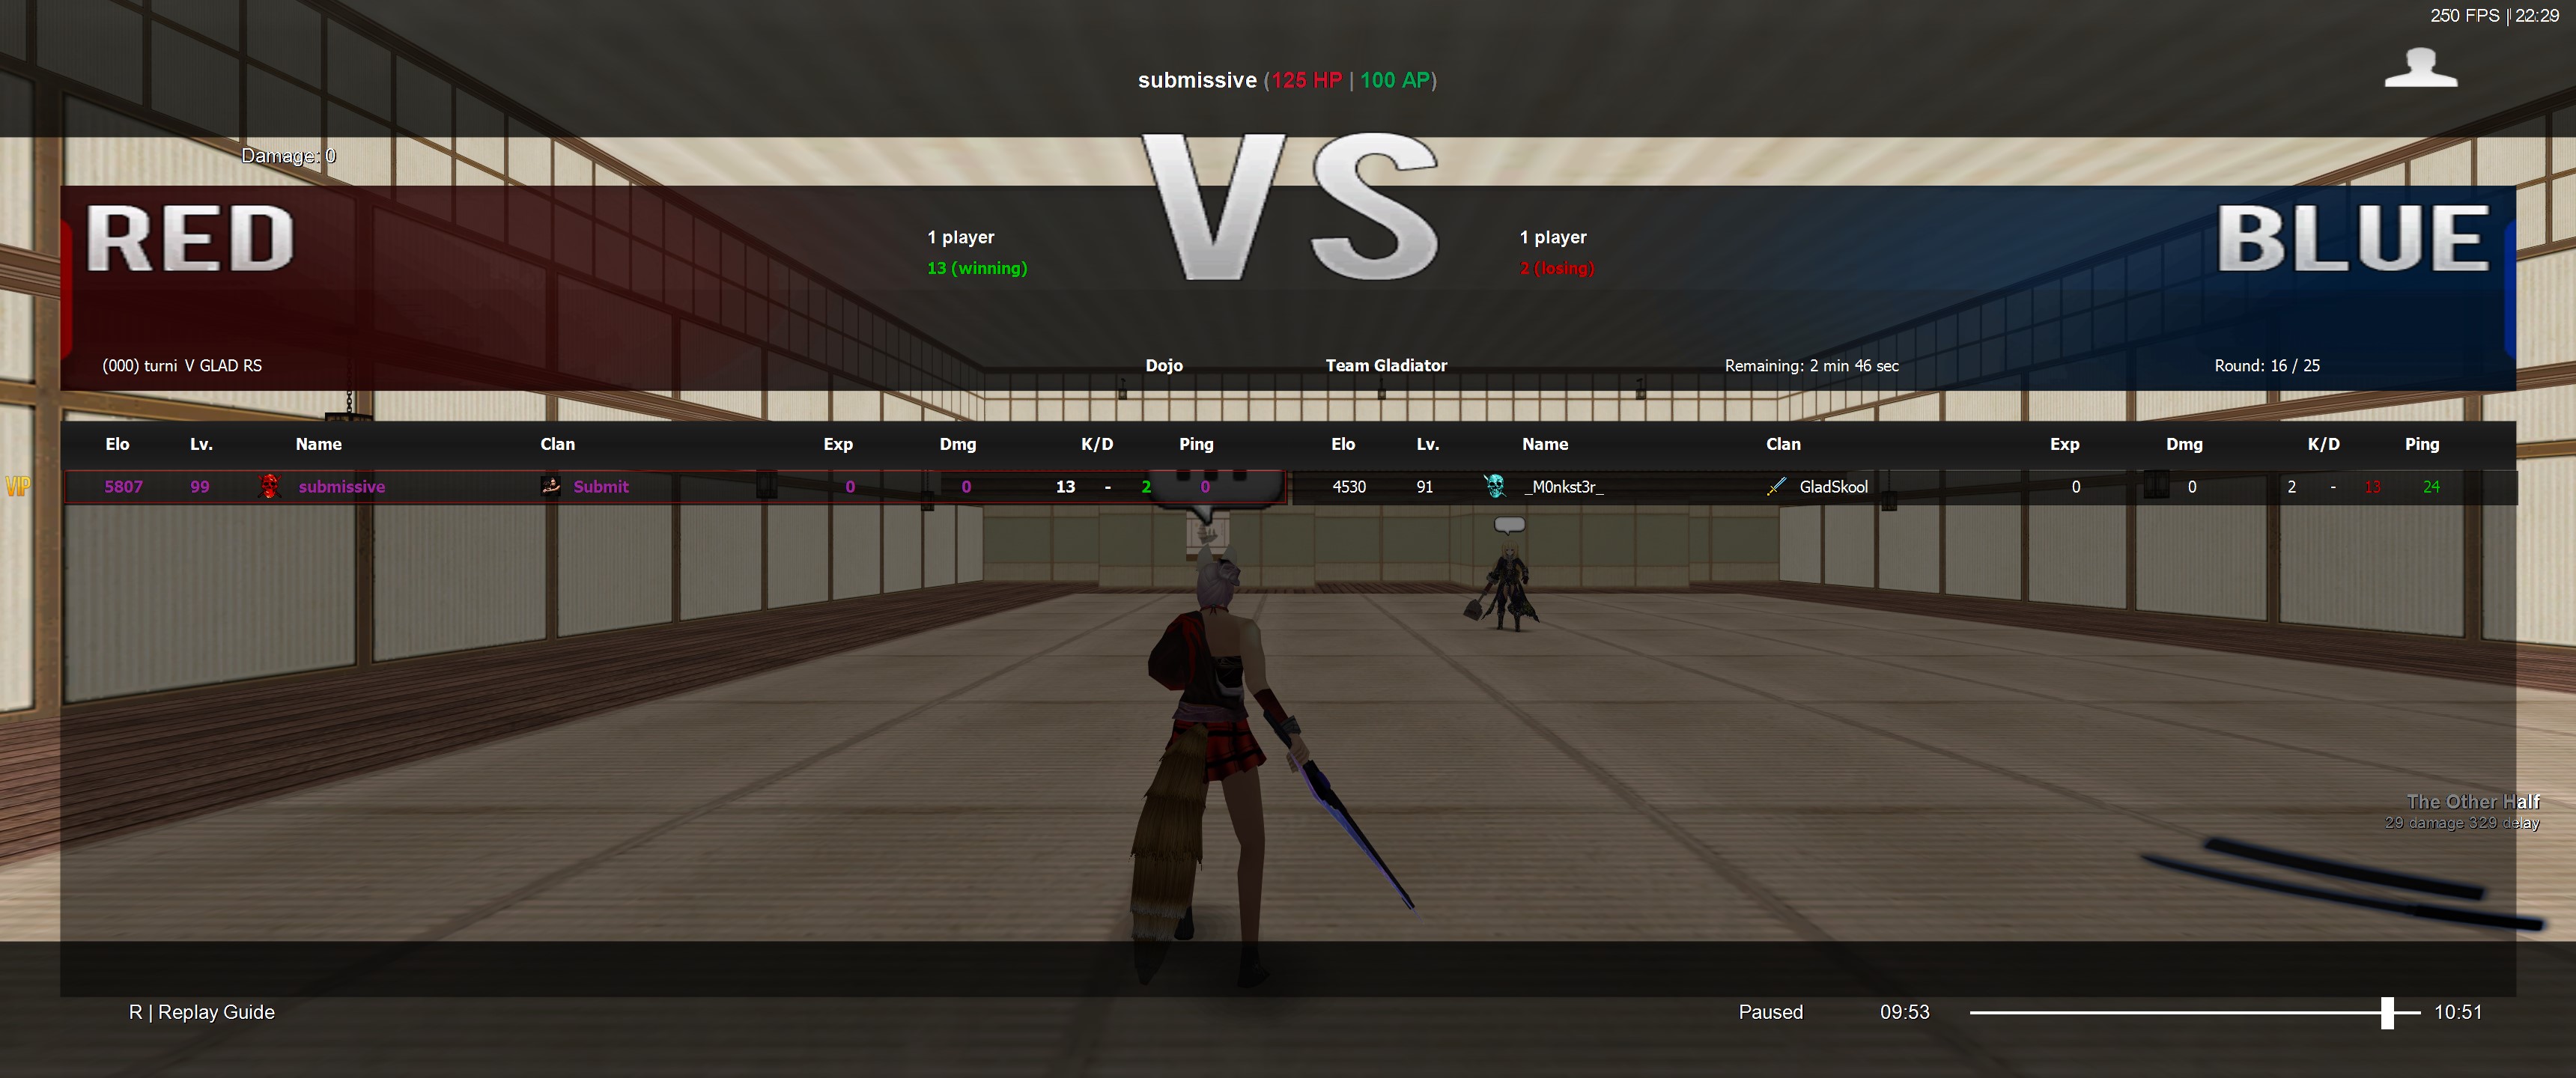 250 FPS | 22:29
submissive (125 HP | 100 AP)
VS
Damage: 0
RED
1 player
13 (winning)
1 player
2 (losing)
BLUE
(000) turni V GLAD RS
Dojo
Team Gladiator
Remaining: 2 min 46 sec
Round: 16 / 25
Elo Lv. Name Clan Exp Dmg K/D Ping Elo Lv. Name Clan Exp Dmg K/D Ping
VIP 5807 99 submissive Submit 0 0 13 - 2 0 4530 91 _M0nkst3r_ GladSkool 0 0 2 - 13 24
The Other Half
29 damage 329 delay
R | Replay Guide
Paused 09:53 10:51